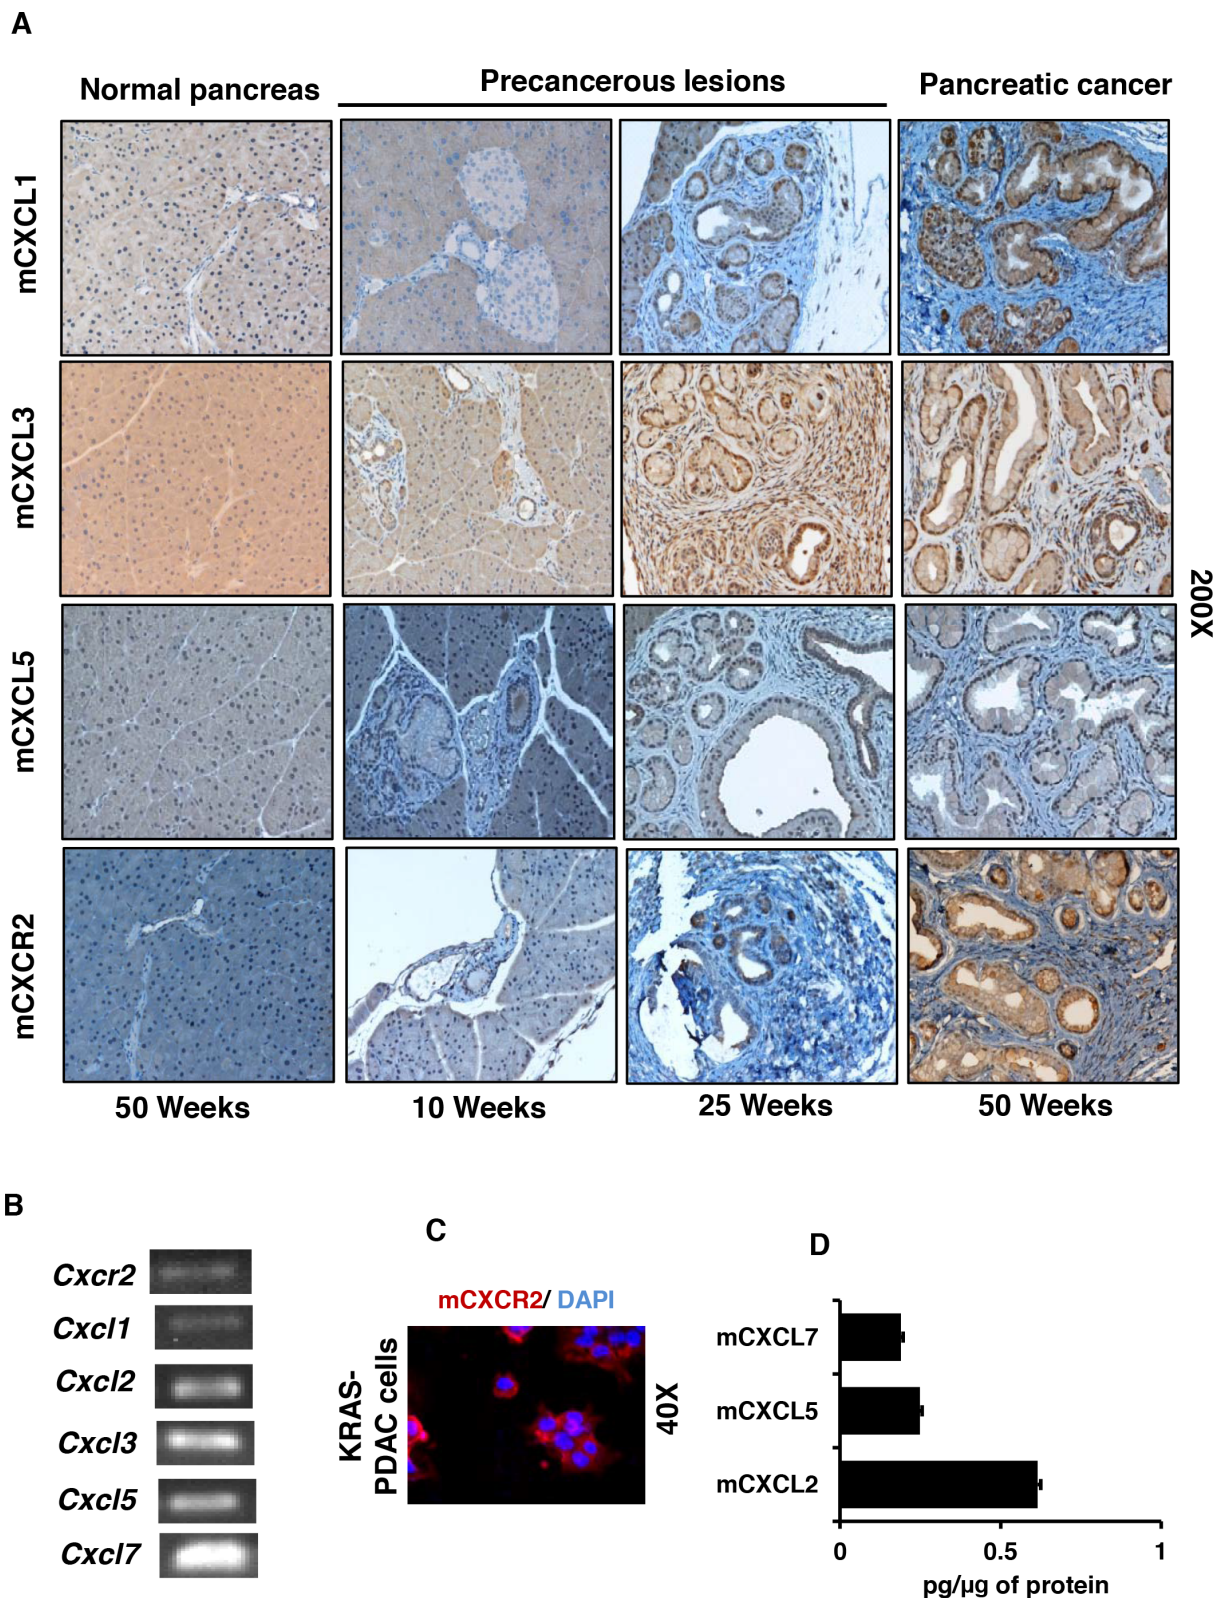 A
Normal pancreas
Precancerous lesions
Pancreatic cancer
mCXCL1
mCXCL3
mCXCL5
mCXCR2
200X
50 Weeks
10 Weeks
25 Weeks
50 Weeks
B
Cxcr2
Cxcl1
Cxcl2
Cxcl3
Cxcl5
Cxcl7
C
mCXCR2/ DAPI
KRAS-
PDAC cells
40X
D
mCXCL7
mCXCL5
mCXCL2
0
0.5
1
pg/µg of protein